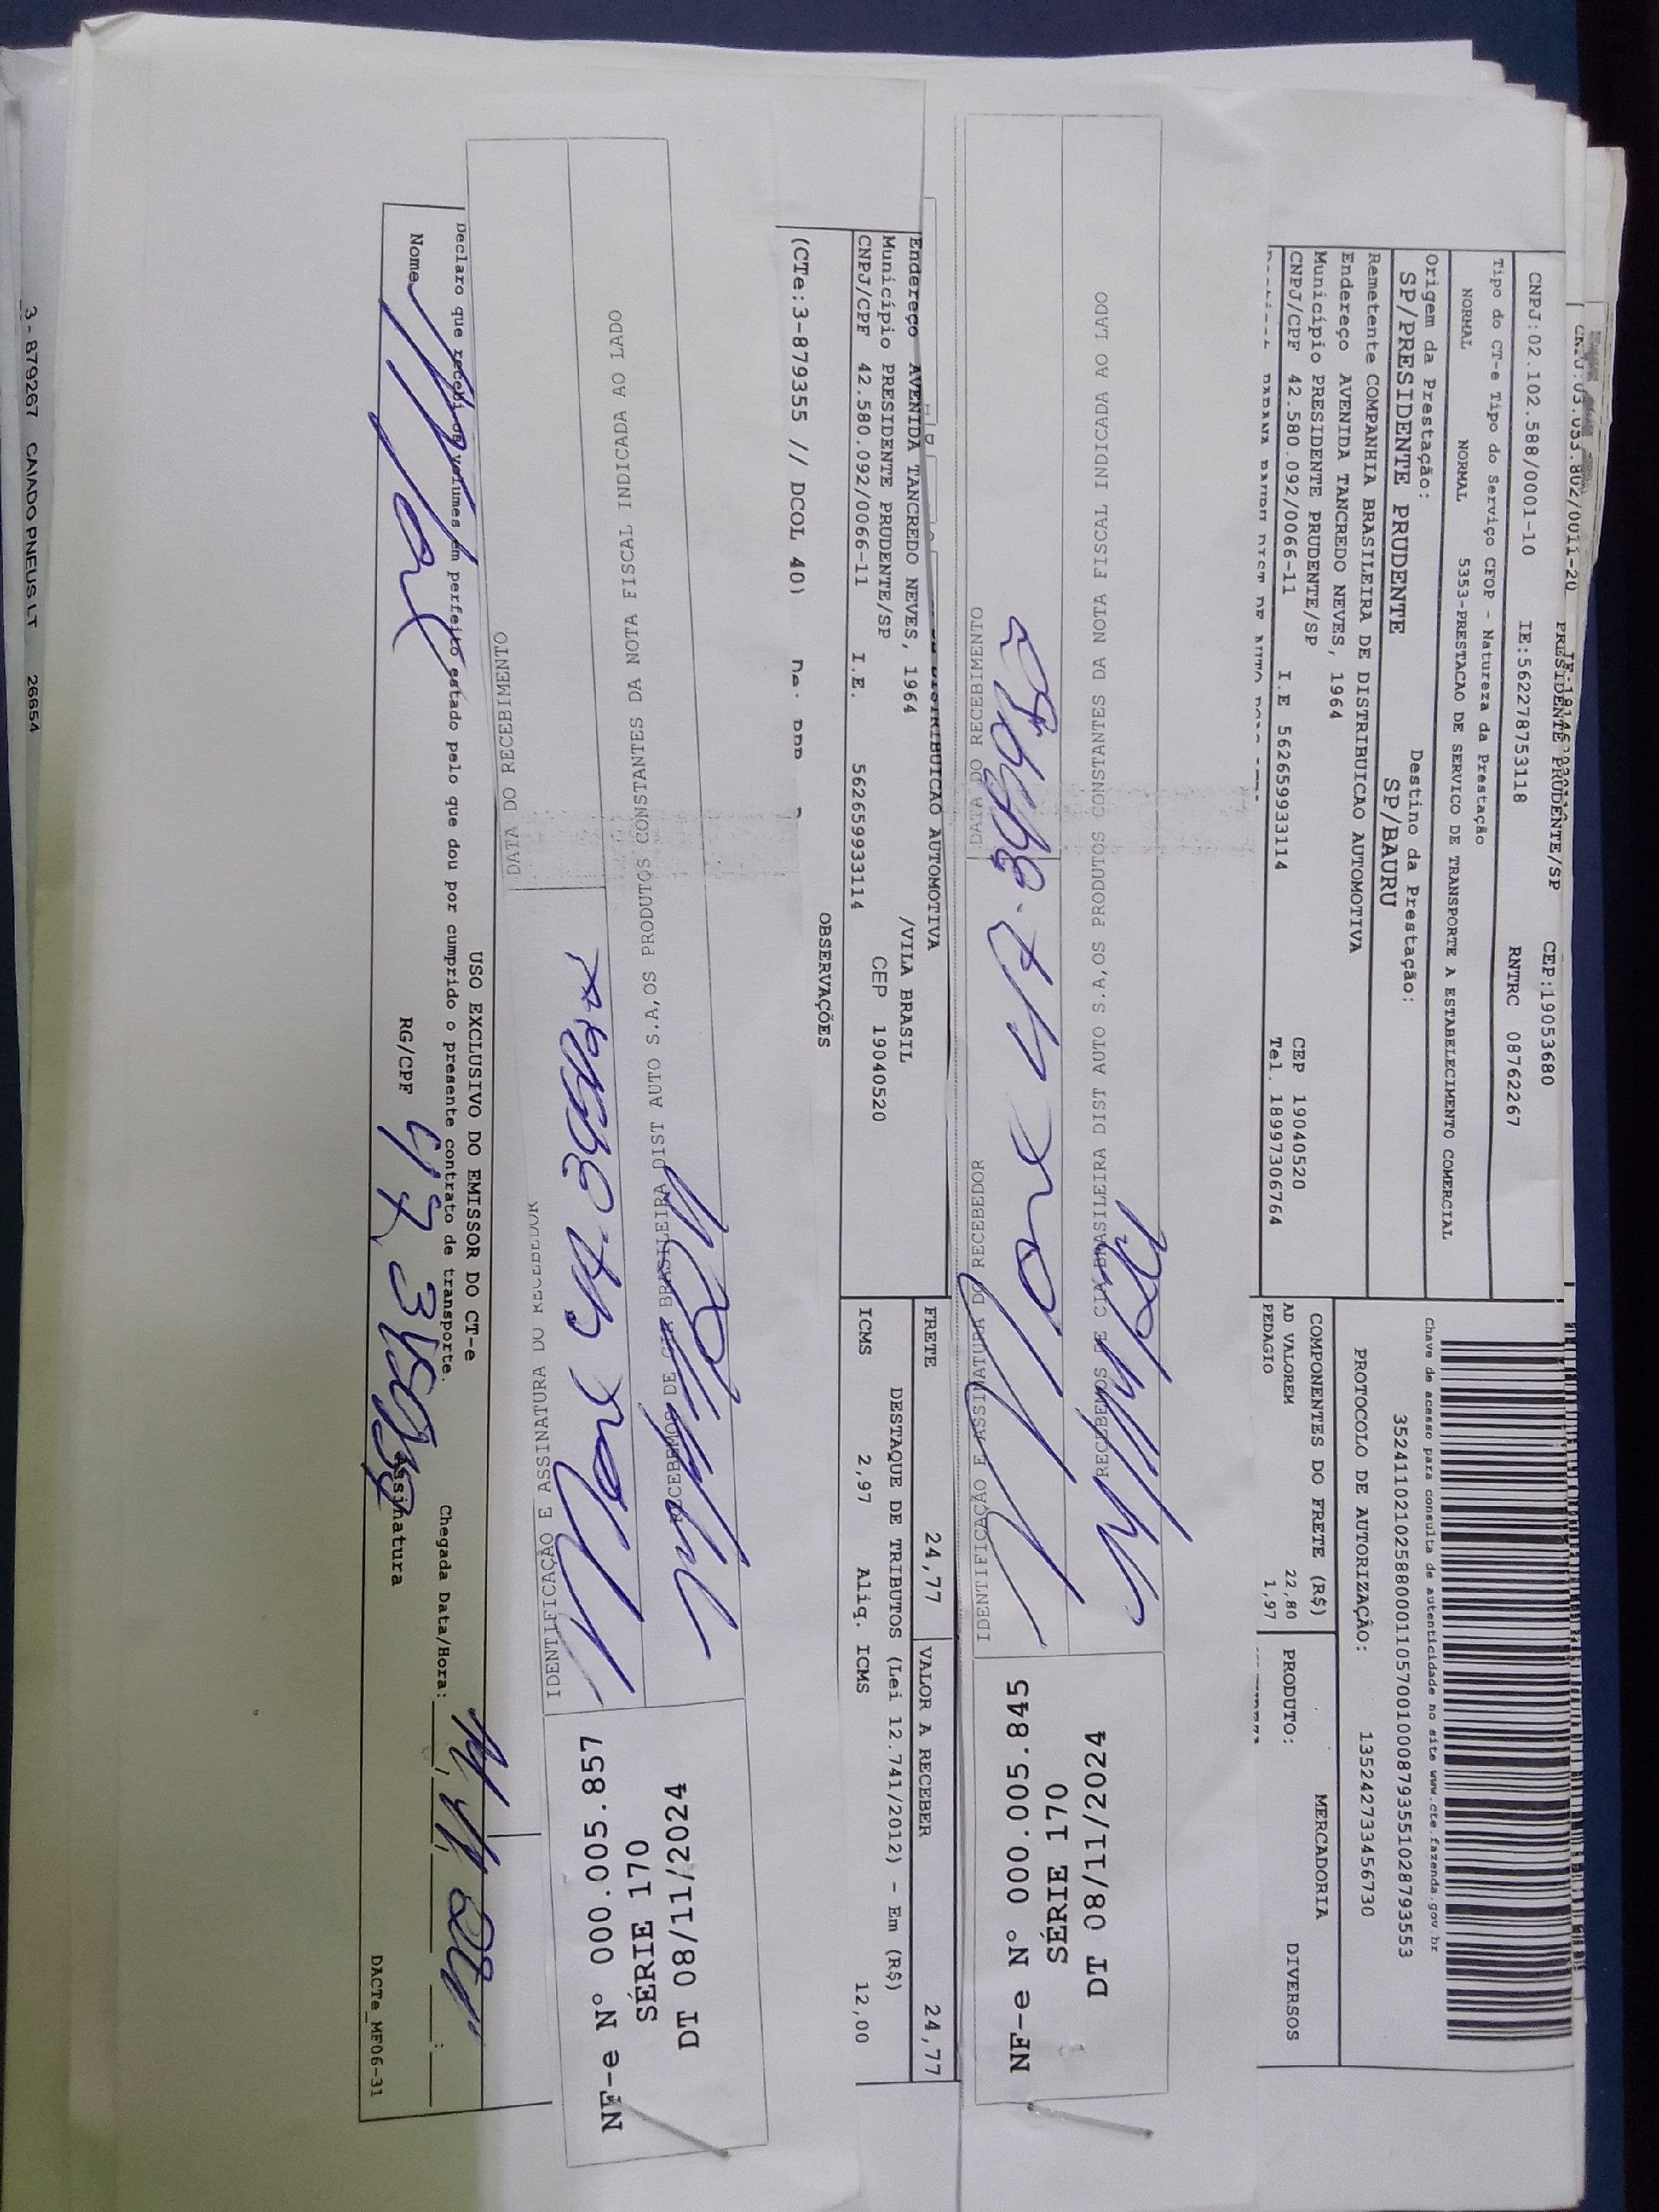 CNPJ:03.053.802/0011-20
PRESIDENTE PRUDENTE/SP CEP:19053680
CNPJ:02.102.588/0001-10 IE:562278753118 RNTRC 08762267
Tipo do CT-e Tipo do Serviço CFOP - Natureza da Prestação
NORMAL NORMAL 5353-PRESTACAO DE SERVICO DE TRANSPORTE A ESTABELECIMENTO COMERCIAL
Origem da Prestação: Destino da Prestação:
SP/PRESIDENTE PRUDENTE SP/BAURU
Remetente COMPANHIA BRASILEIRA DE DISTRIBUICAO AUTOMOTIVA
Endereço AVENIDA TANCREDO NEVES, 1964
Município PRESIDENTE PRUDENTE/SP CEP 19040520
CNPJ/CPF 42.580.092/0066-11 I.E 562659933114 Tel. 18997306764
Chave de acesso para consulta de autenticidade no site www.cte.fazenda.gov.br
35241102102588000110570010008793551028793553
PROTOCOLO DE AUTORIZAÇÃO: 135242733456730
COMPONENTES DO FRETE (R$) MERCADORIA
AD VALOREM 22,80 PRODUTO: DIVERSOS
PEDAGIO 1,97
RECEBEMOS DE CIA BRASILEIRA DIST AUTO S.A,OS PRODUTOS CONSTANTES DA NOTA FISCAL INDICADA AO LADO
DATA DO RECEBIMENTO IDENTIFICAÇÃO E ASSINATURA DO RECEBEDOR
NF-e N° 000.005.845
SÉRIE 170
DT 08/11/2024
DISTRIBUICAO AUTOMOTIVA
Endereço AVENIDA TANCREDO NEVES, 1964 /VILA BRASIL
Município PRESIDENTE PRUDENTE/SP CEP 19040520
CNPJ/CPF 42.580.092/0066-11 I.E. 562659933114
FRETE 24,77 VALOR A RECEBER 24,77
DESTAQUE DE TRIBUTOS (Lei 12.741/2012) - Em (R$)
ICMS 2,97 Aliq. ICMS 12,00
OBSERVAÇÕES
(CTe:3-879355 // DCOL 40)
RECEBEMOS DE CIA BRASILEIRA DIST AUTO S.A,OS PRODUTOS CONSTANTES DA NOTA FISCAL INDICADA AO LADO
DATA DO RECEBIMENTO IDENTIFICAÇÃO E ASSINATURA DO RECEBEDOR
NF-e N° 000.005.857
SÉRIE 170
DT 08/11/2024
USO EXCLUSIVO DO EMISSOR DO CT-e
Declaro que recebi os volumes em perfeito estado pelo que dou por cumprido o presente contrato de transporte. Chegada Data/Hora:
Nome RG/CPF Assinatura
DACTe_MF06-31
3 - 879267 CAIADO PNEUS LT 26654